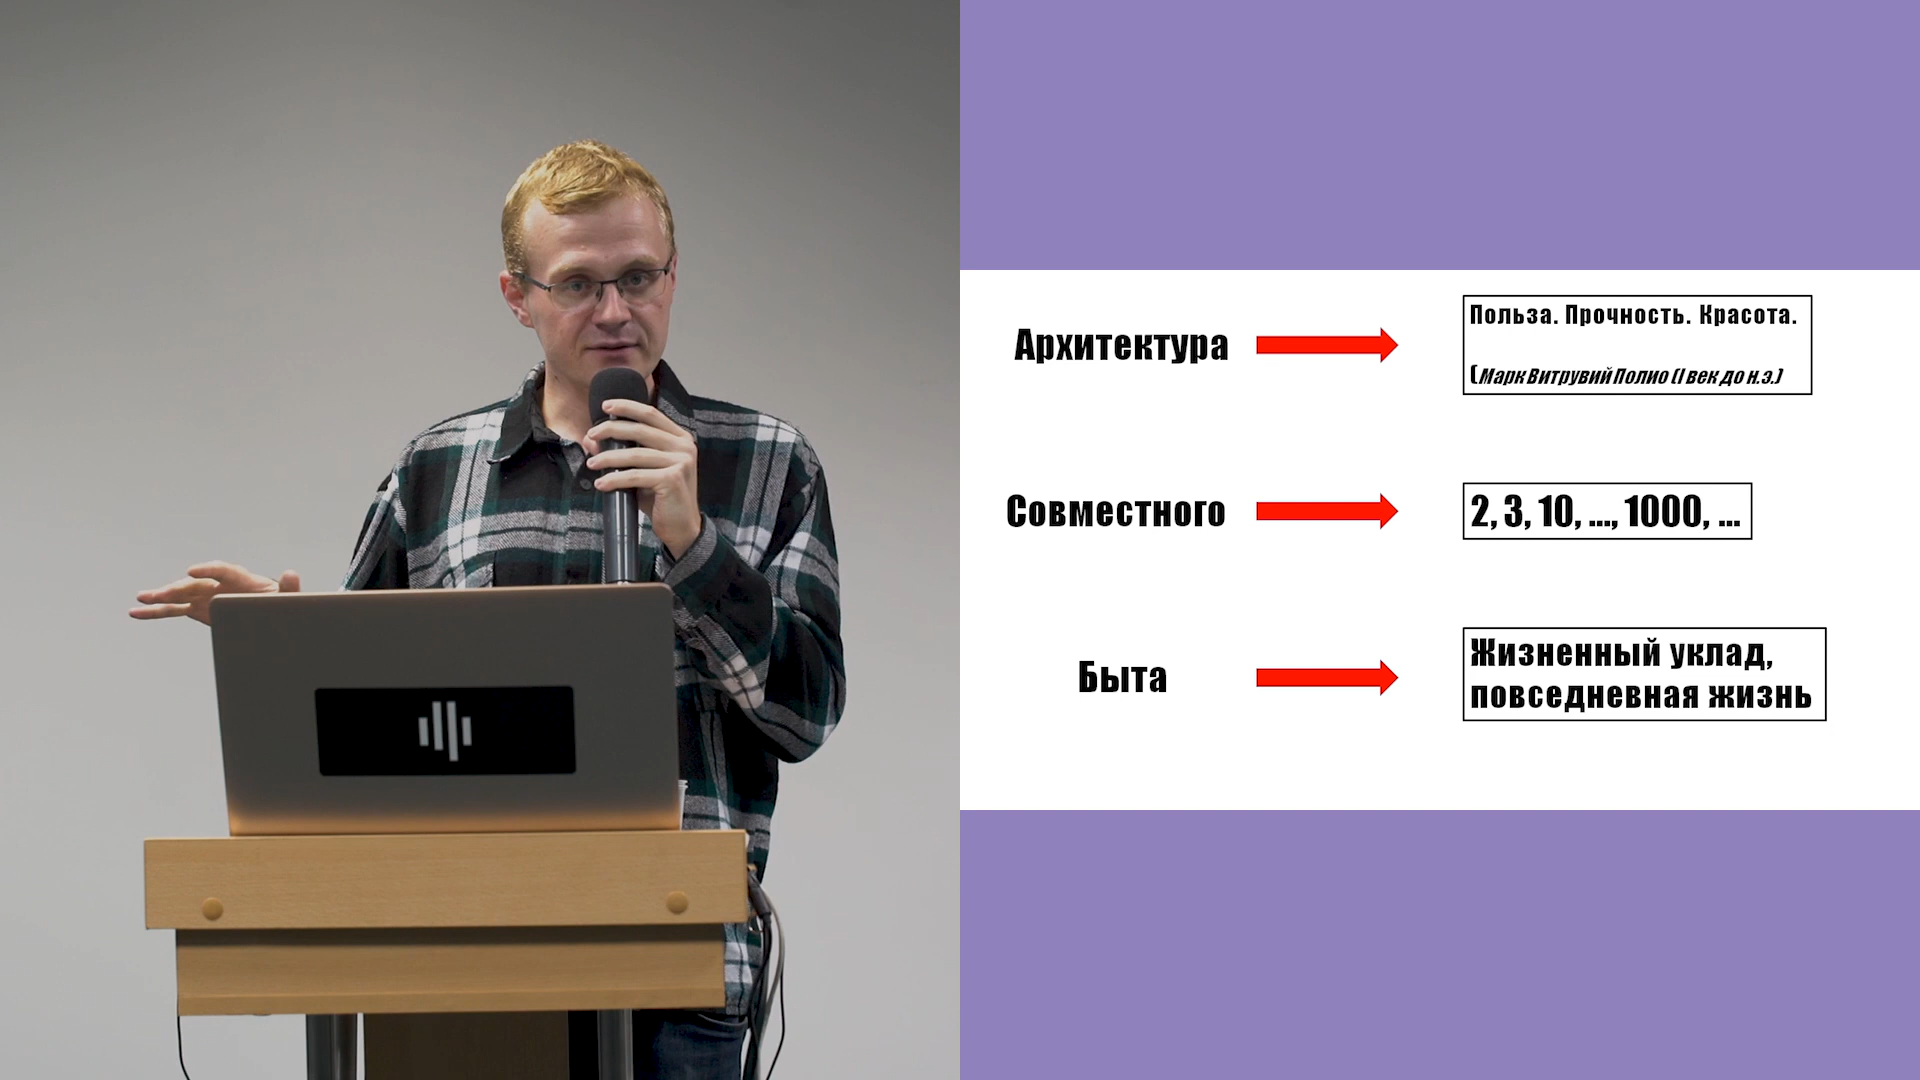 Архитектура
Польза. Прочность. Красота.
(Марк Витрувий Полио (I век до н.э.)
Совместного
2, 3, 10, ..., 1000, ...
Быта
Жизненный уклад,
повседневная жизнь